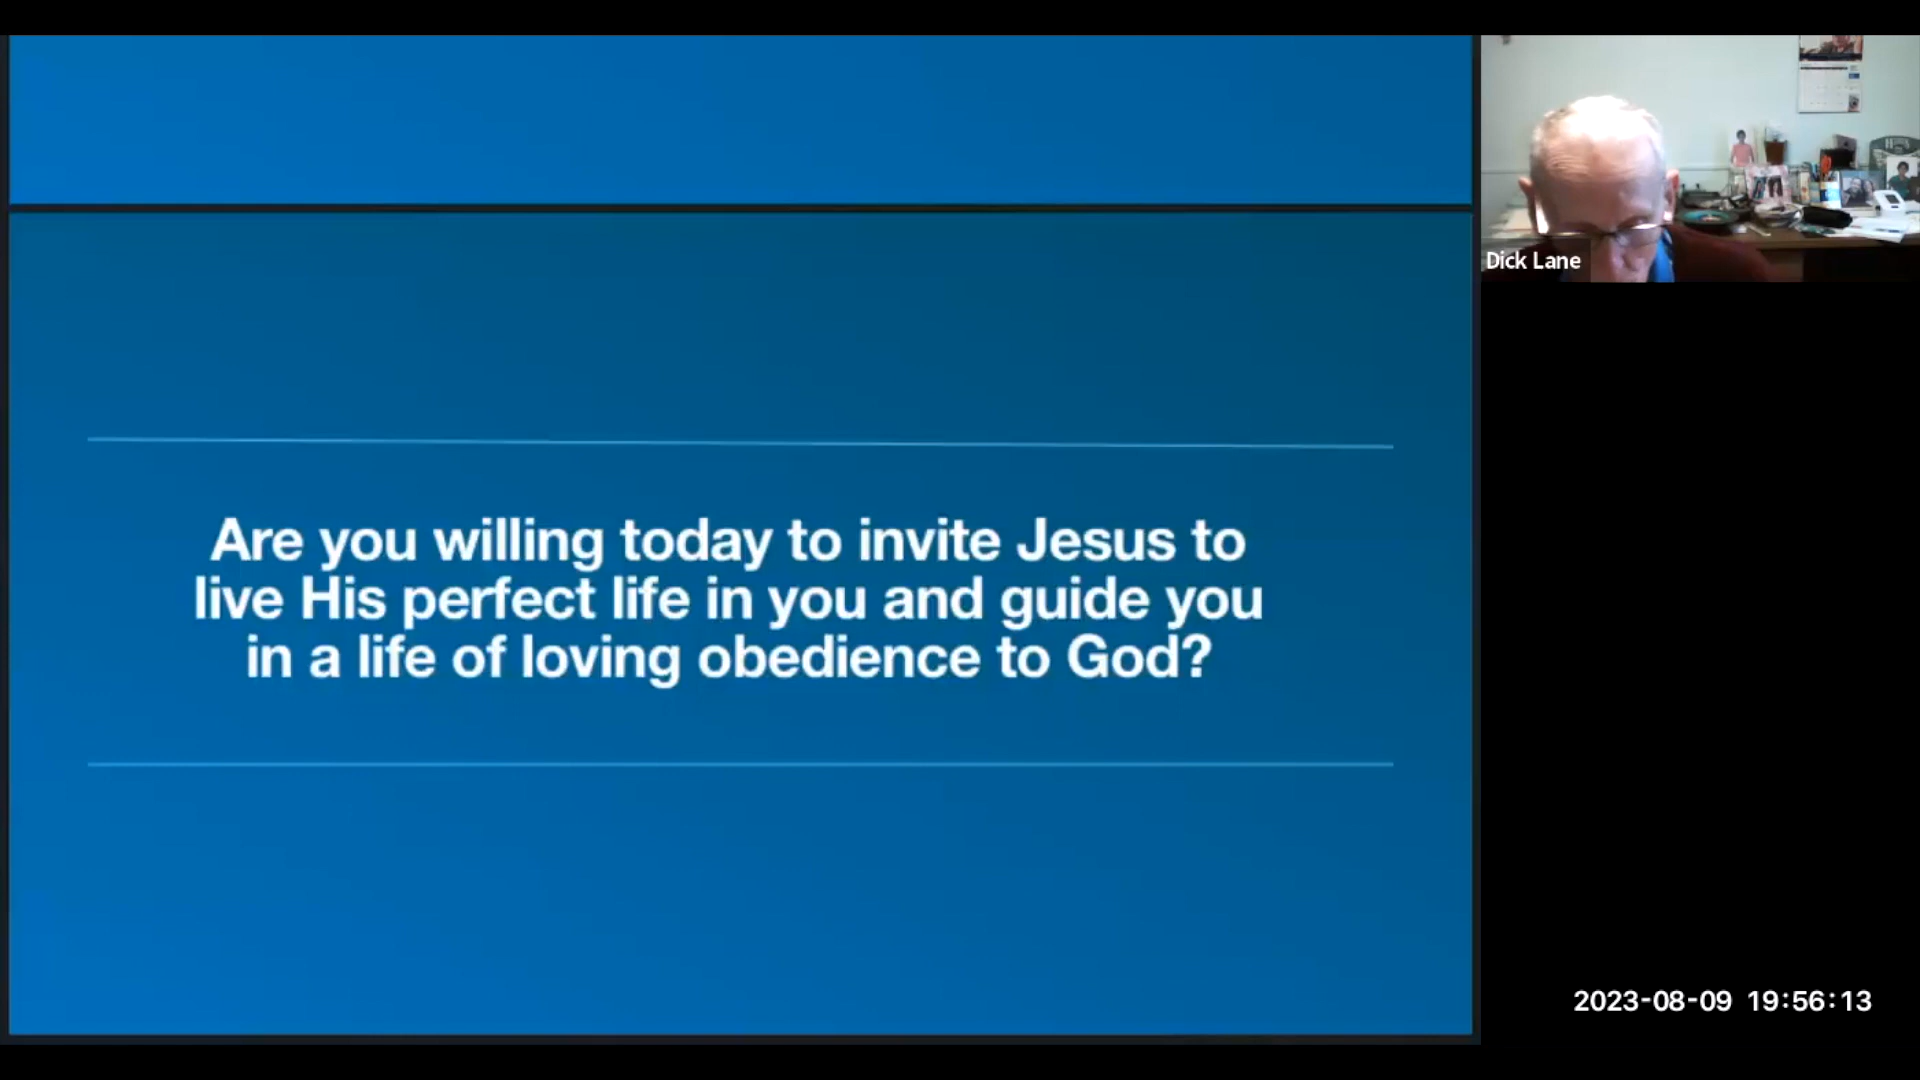 Are you willing today to invite Jesus to
live His perfect life in you and guide you
in a life of loving obedience to God?
Dick Lane
2023-08-09 19:56:13